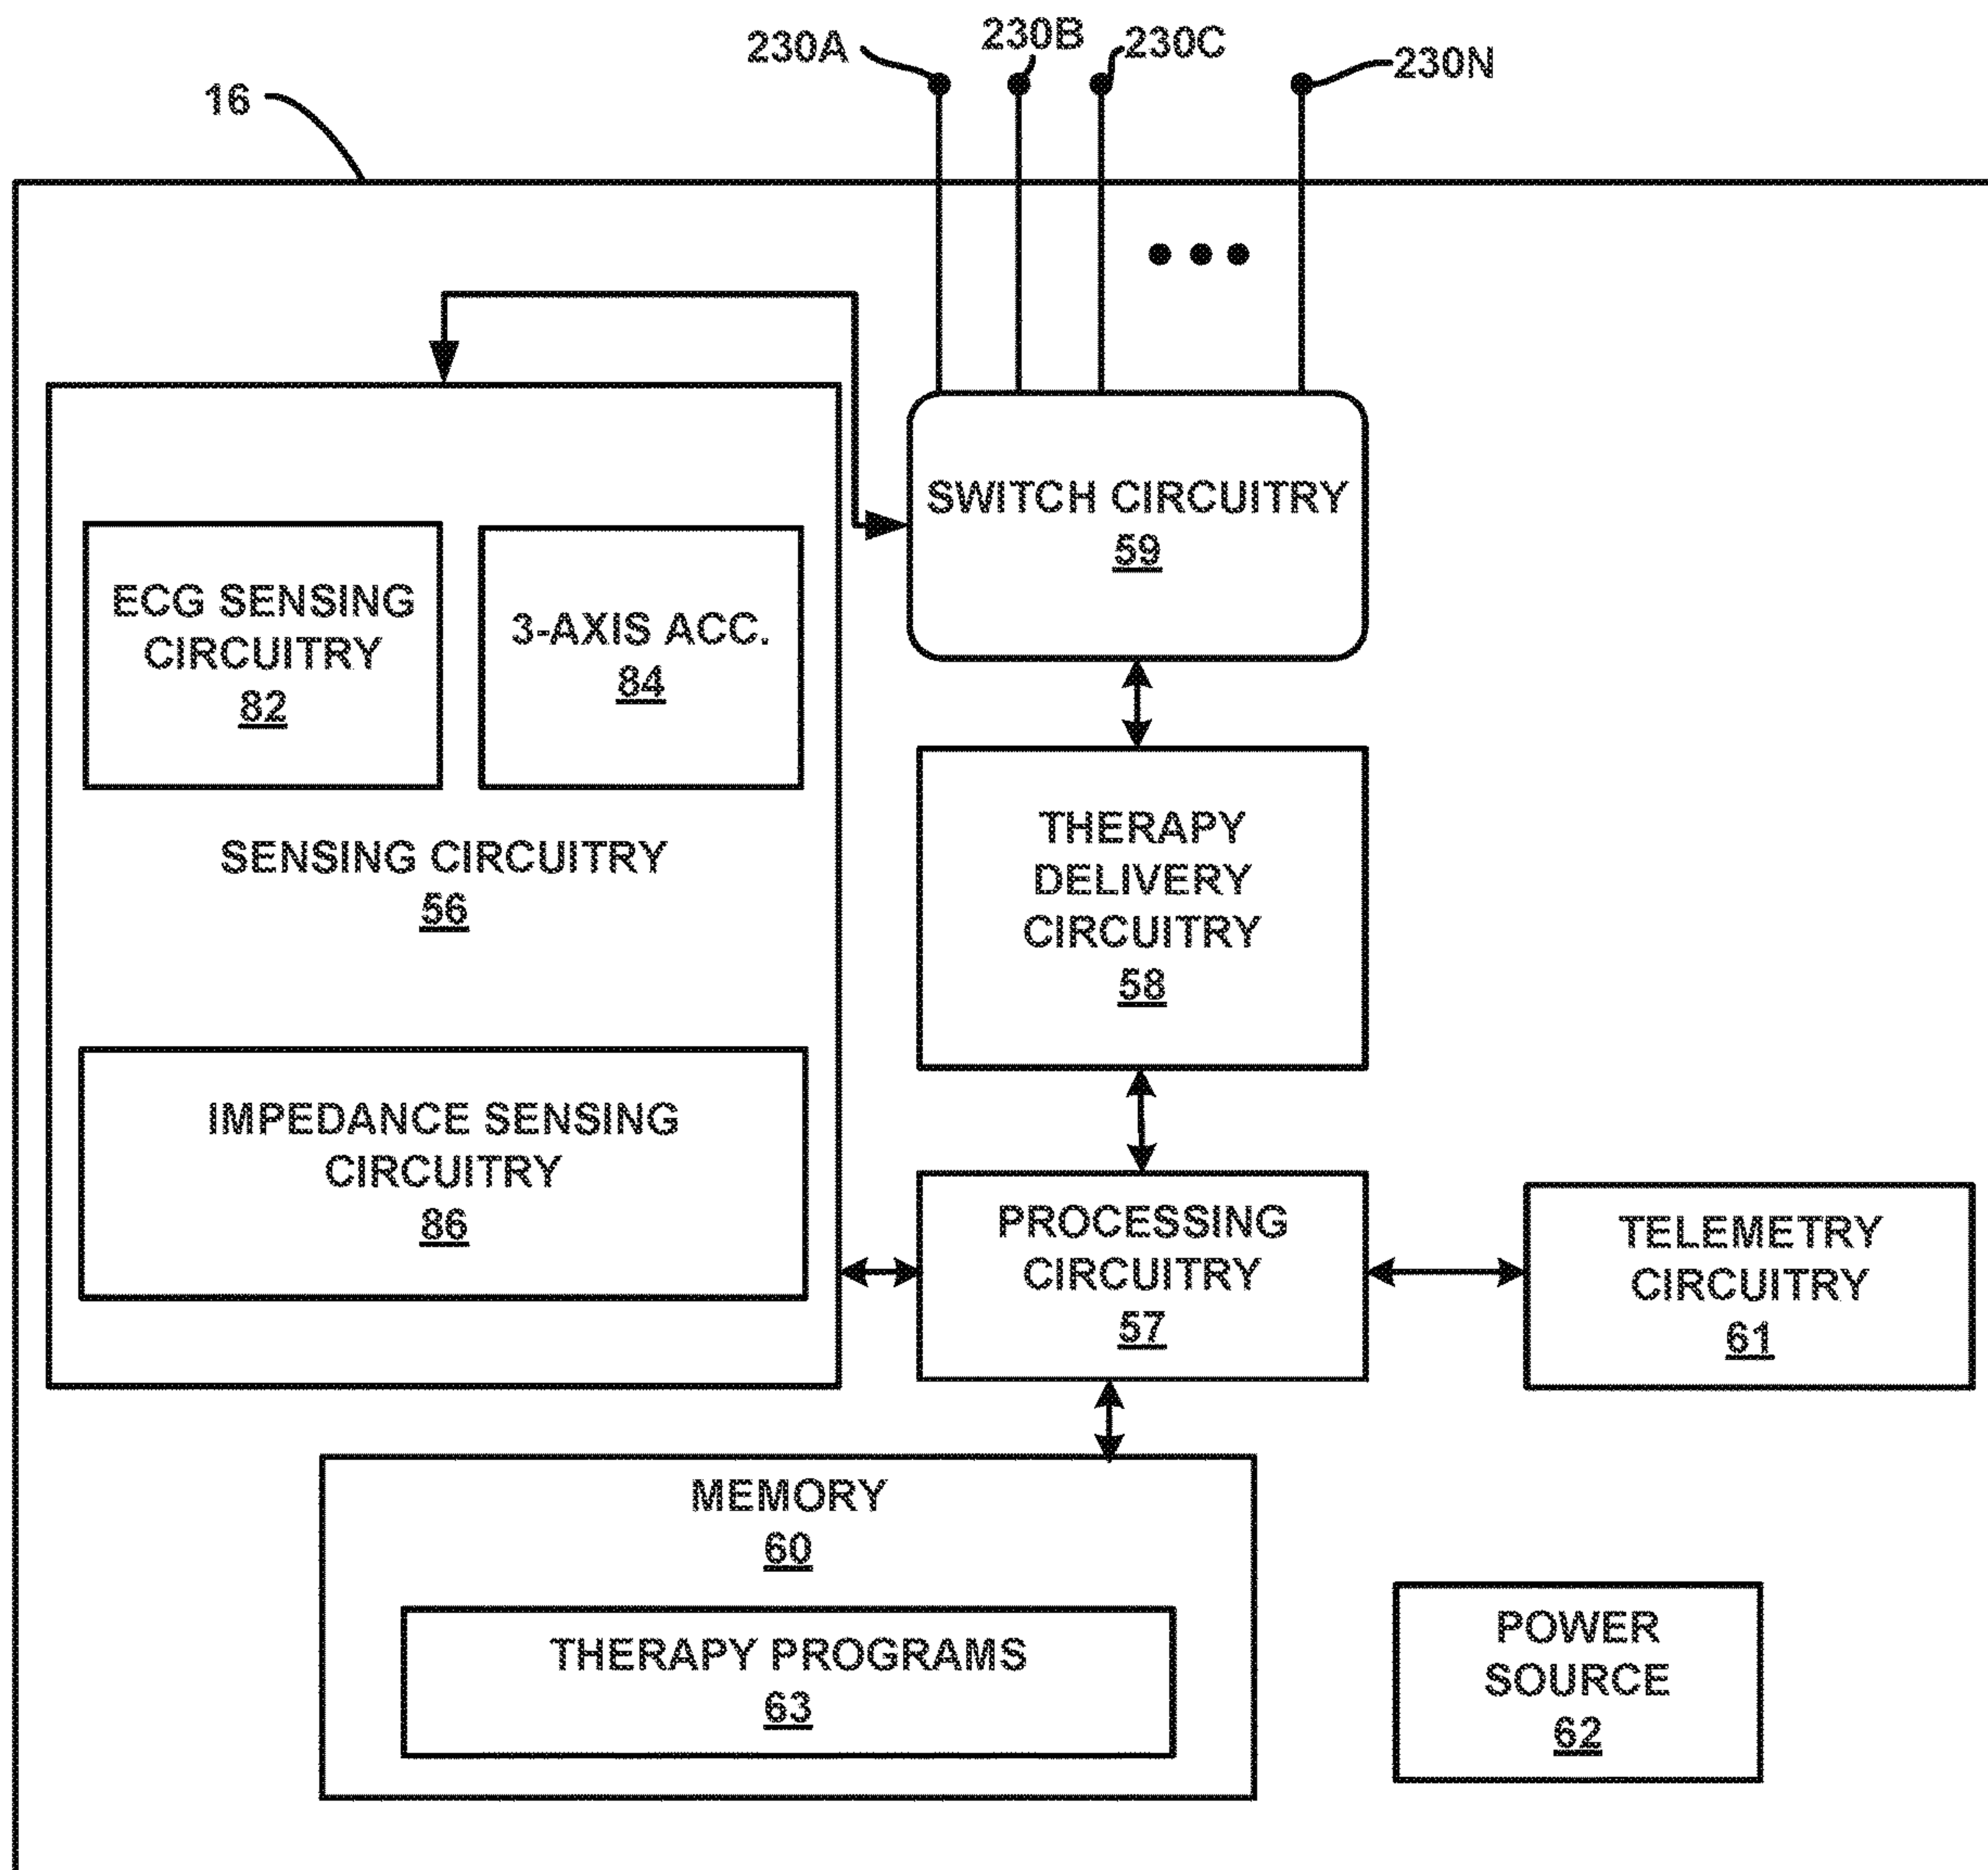 230A
230B
230C
230N
16
SWITCH CIRCUITRY
59
ECG SENSING
CIRCUITRY
82
3-AXIS ACC.
84
SENSING CIRCUITRY
56
THERAPY
DELIVERY
CIRCUITRY
58
IMPEDANCE SENSING
CIRCUITRY
86
PROCESSING
CIRCUITRY
57
TELEMETRY
CIRCUITRY
61
MEMORY
60
THERAPY PROGRAMS
63
POWER
SOURCE
62